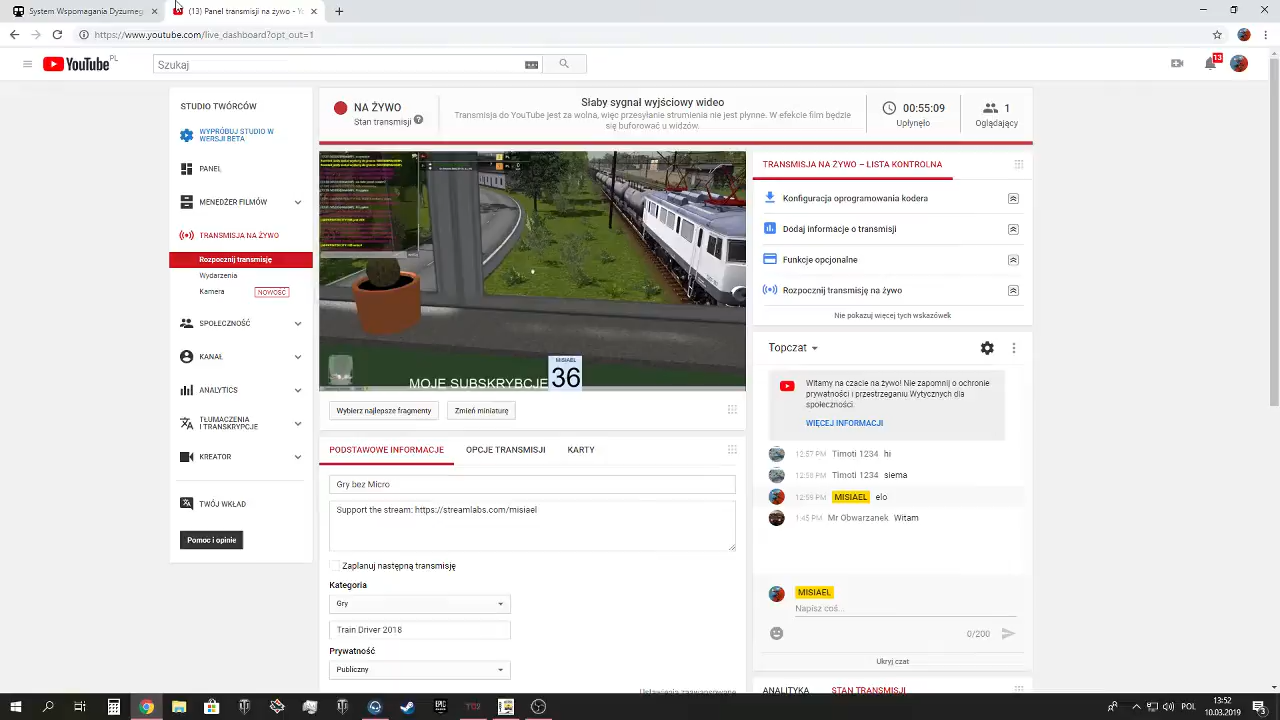 System Wspomagania Dyżurneg
(13) Rozpocznij transmisji na żywo - Yo
https://www.youtube.com/live_dashboard?opt_out=1
YouTube PL
Szukaj
13
STUDIO TWÓRCÓW
WYPRÓBUJ STUDIO W
WERSJI BETA
PANEL
MENEDŻER FILMÓW
TRANSMISJA NA ŻYWO
Rozpocznij transmisję
Wydarzenia
Kamera NOWOŚĆ
SPOŁECZNOŚĆ
KANAŁ
ANALYTICS
TŁUMACZENIA
I TRANSKRYPCJE
KREATOR
TWÓJ WKŁAD
Pomoc i opinie
NA ŻYWO
Stan transmisji
Słaby sygnał wyjściowy wideo
Transmisja do YouTube jest za wolna, więc przesyłanie strumienia nie jest płynne. W efekcie film będzie
się buforować u widzów.
00:55:09
Upłynęło
1
Oglądający
MISIAEL
MOJE SUBSKRYBCJE 36
Wybierz najlepsze fragmenty
Zmień miniaturę
PODSTAWOWE INFORMACJE
OPCJE TRANSMISJI
KARTY
Gry bez Micro
Support the stream: https://streamlabs.com/misiael
Zaplanuj następną transmisję
Kategoria
Gry
Train Driver 2018
Prywatność
Publiczny
Ustawienia zaawansowane
TRANSMISJA NA ŻYWO – LISTA KONTROLNA
Konfiguracja oprogramowania kodera
Dodaj informacje o transmisji
Funkcje opcjonalne
Rozpocznij transmisję na żywo
Nie pokazuj więcej tych wskazówek
Topczat
Witamy na czacie na żywo! Nie zapomnij o ochronie
prywatności i przestrzeganiu Wytycznych dla
społeczności.
WIĘCEJ INFORMACJI
12:57 PM Timoti 1234 hi
12:58 PM Timoti 1234 siema
12:59 PM MISIAEL elo
1:45 PM Mr Obwarzanek Witam
MISIAEL
Napisz coś...
0/200
Ukryj czat
ANALITYKA
STAN TRANSMISJI
POL
13:52
10.03.2019